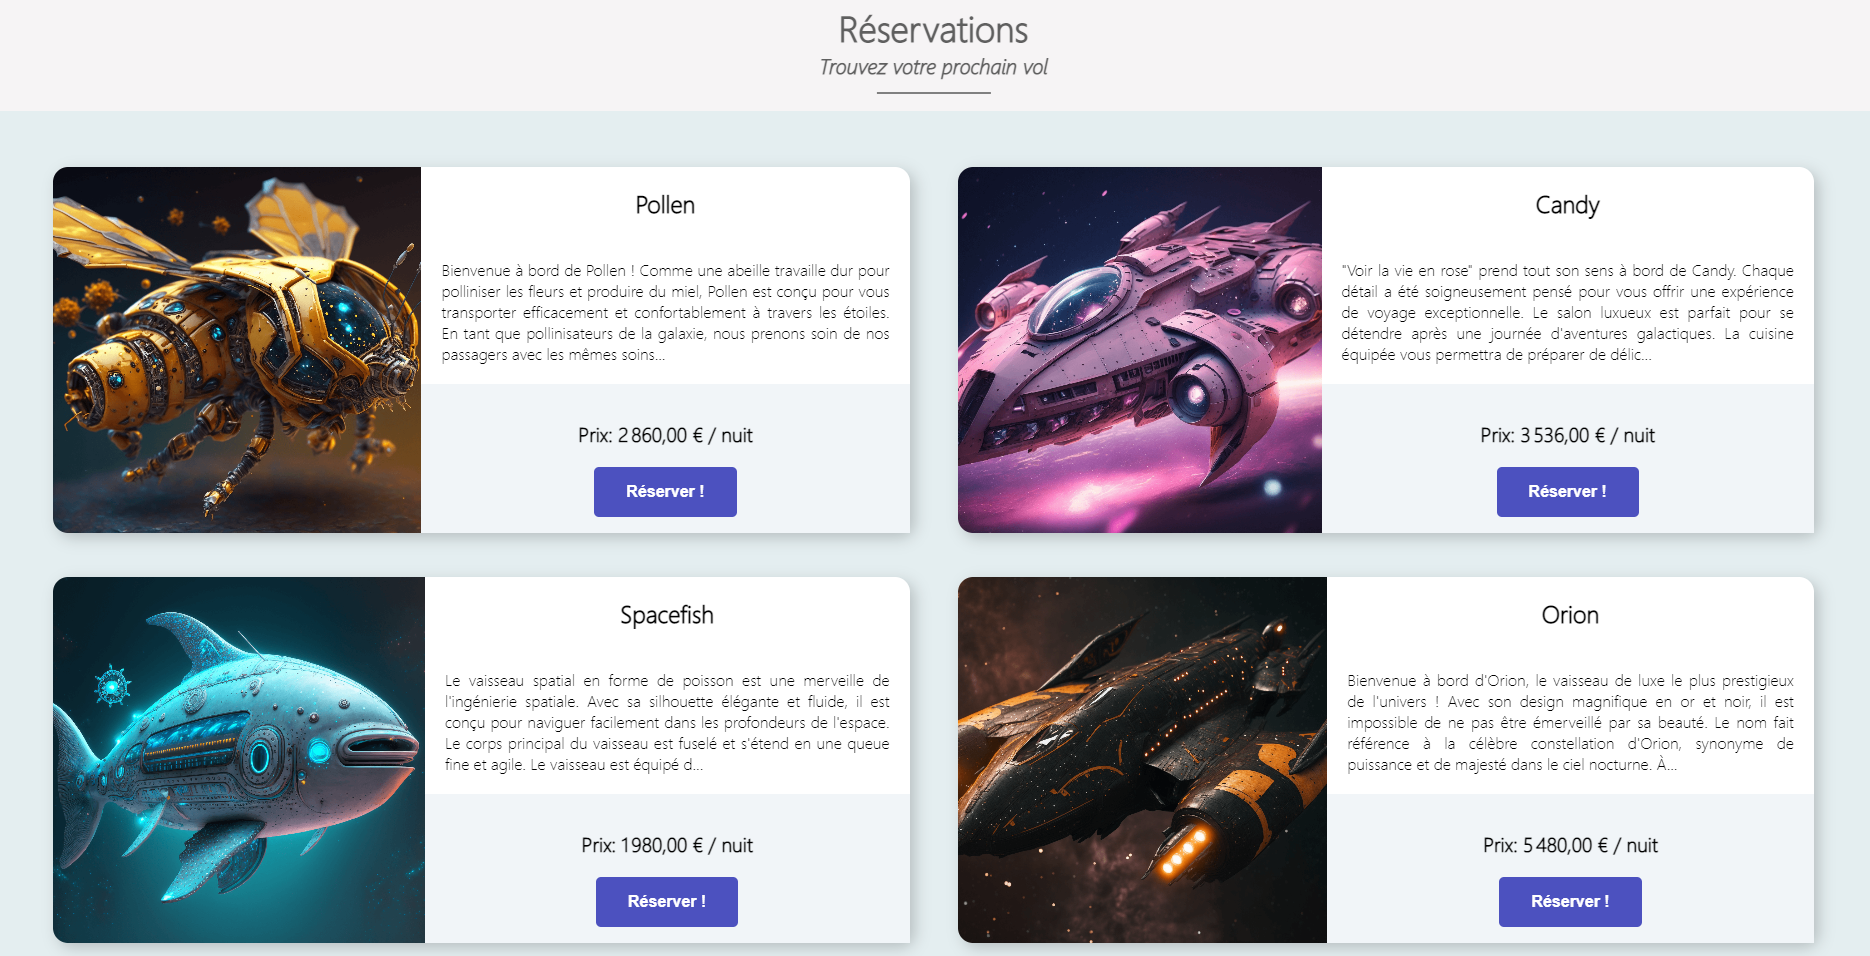 Réservations
Trouvez votre prochain vol
Pollen
Bienvenue à bord de Pollen ! Comme une abeille travaille dur pour
polliniser les fleurs et produire du miel, Pollen est conçu pour vous
transporter efficacement et confortablement à travers les étoiles.
En tant que pollinisateurs de la galaxie, nous prenons soin de nos
passagers avec les mêmes soins...
Prix: 2 860,00 € / nuit
Réserver !
Candy
"Voir la vie en rose" prend tout son sens à bord de Candy. Chaque
détail a été soigneusement pensé pour vous offrir une expérience
de voyage exceptionnelle. Le salon luxueux est parfait pour se
détendre après une journée d'aventures galactiques. La cuisine
équipée vous permettra de préparer de délic...
Prix: 3 536,00 € / nuit
Réserver !
Spacefish
Le vaisseau spatial en forme de poisson est une merveille de
l'ingénierie spatiale. Avec sa silhouette élégante et fluide, il est
conçu pour naviguer facilement dans les profondeurs de l'espace.
Le corps principal du vaisseau est fuselé et s'étend en une queue
fine et agile. Le vaisseau est équipé d...
Prix: 1 980,00 € / nuit
Réserver !
Orion
Bienvenue à bord d'Orion, le vaisseau de luxe le plus prestigieux
de l'univers ! Avec son design magnifique en or et noir, il est
impossible de ne pas être émerveillé par sa beauté. Le nom fait
référence à la célèbre constellation d'Orion, synonyme de
puissance et de majesté dans le ciel nocturne. À...
Prix: 5 480,00 € / nuit
Réserver !